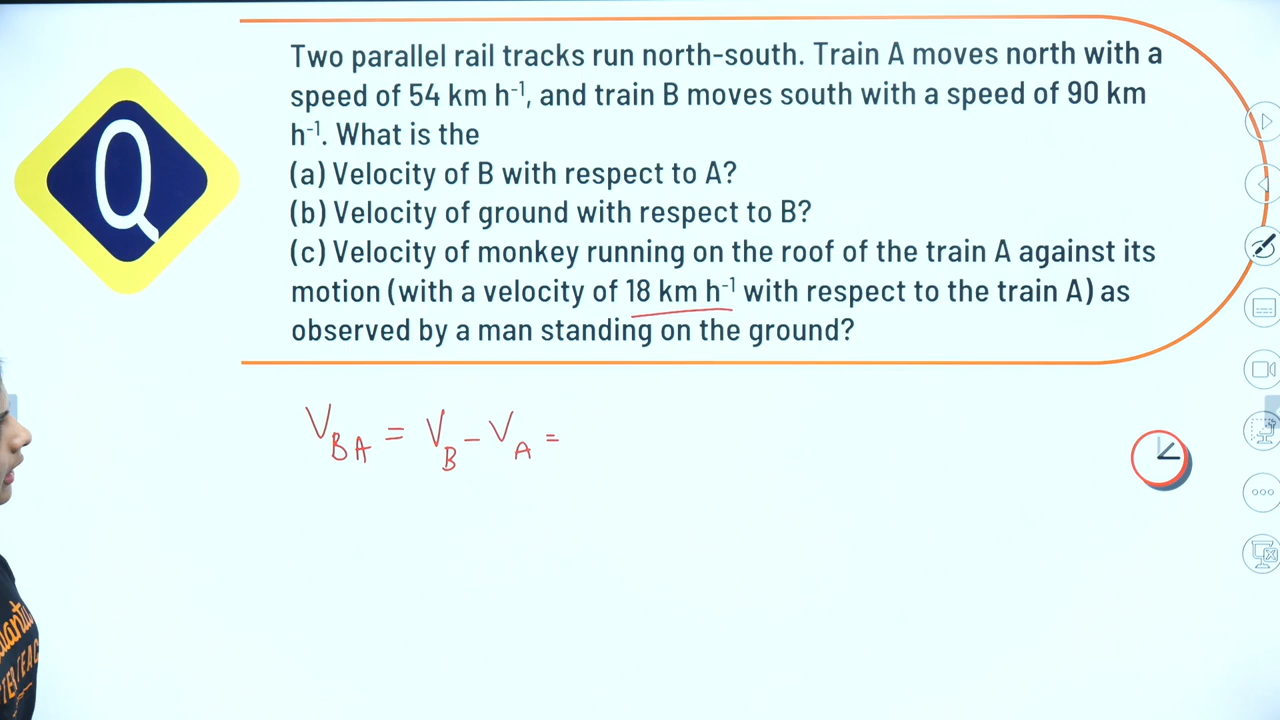 Two parallel rail tracks run north-south. Train A moves north with a
speed of 54 km h⁻¹, and train B moves south with a speed of 90 km
h⁻¹. What is the
(a) Velocity of B with respect to A?
(b) Velocity of ground with respect to B?
(c) Velocity of monkey running on the roof of the train A against its
motion (with a velocity of 18 km h⁻¹ with respect to the train A) as
observed by a man standing on the ground?
Q
V_BA = V_B - V_A =